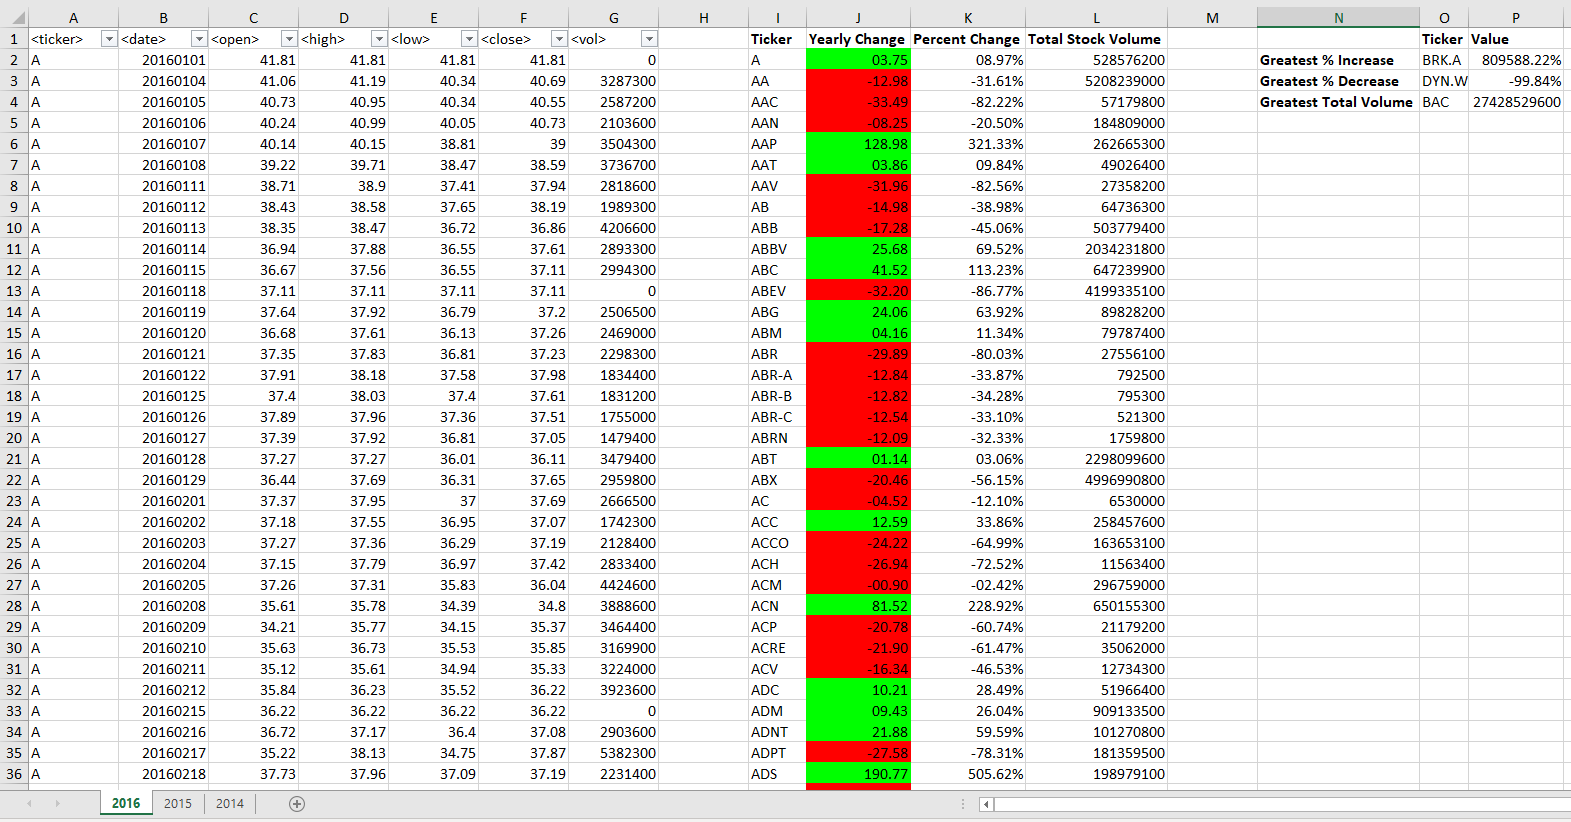 A B C D E F G H I J K L M N O P
1 <ticker> <date> <open> <high> <low> <close> <vol> Ticker Yearly Change Percent Change Total Stock Volume Ticker Value
2 A 20160101 41.81 41.81 41.81 41.81 0 A 03.75 08.97% 528576200 Greatest % Increase BRK.A 809588.22%
3 A 20160104 41.06 41.19 40.34 40.69 3287300 AA -12.98 -31.61% 5208239000 Greatest % Decrease DYN.W -99.84%
4 A 20160105 40.73 40.95 40.34 40.55 2587200 AAC -33.49 -82.22% 57179800 Greatest Total Volume BAC 27428529600
5 A 20160106 40.24 40.99 40.05 40.73 2103600 AAN -08.25 -20.50% 184809000
6 A 20160107 40.14 40.15 38.81 39 3504300 AAP 128.98 321.33% 262665300
7 A 20160108 39.22 39.71 38.47 38.59 3736700 AAT 03.86 09.84% 49026400
8 A 20160111 38.71 38.9 37.41 37.94 2818600 AAV -31.96 -82.56% 27358200
9 A 20160112 38.43 38.58 37.65 38.19 1989300 AB -14.98 -38.98% 64736300
10 A 20160113 38.35 38.47 36.72 36.86 4206600 ABB -17.28 -45.06% 503779400
11 A 20160114 36.94 37.88 36.55 37.61 2893300 ABBV 25.68 69.52% 2034231800
12 A 20160115 36.67 37.56 36.55 37.11 2994300 ABC 41.52 113.23% 647239900
13 A 20160118 37.11 37.11 37.11 37.11 0 ABEV -32.20 -86.77% 4199335100
14 A 20160119 37.64 37.92 36.79 37.2 2506500 ABG 24.06 63.92% 89828200
15 A 20160120 36.68 37.61 36.13 37.26 2469000 ABM 04.16 11.34% 79787400
16 A 20160121 37.35 37.83 36.81 37.23 2298300 ABR -29.89 -80.03% 27556100
17 A 20160122 37.91 38.18 37.58 37.98 1834400 ABR-A -12.84 -33.87% 792500
18 A 20160125 37.4 38.03 37.4 37.61 1831200 ABR-B -12.82 -34.28% 795300
19 A 20160126 37.89 37.96 37.36 37.51 1755000 ABR-C -12.54 -33.10% 521300
20 A 20160127 37.39 37.92 36.81 37.05 1479400 ABRN -12.09 -32.33% 1759800
21 A 20160128 37.27 37.27 36.01 36.11 3479400 ABT 01.14 03.06% 2298099600
22 A 20160129 36.44 37.69 36.31 37.65 2959800 ABX -20.46 -56.15% 4996990800
23 A 20160201 37.37 37.95 37 37.69 2666500 AC -04.52 -12.10% 6530000
24 A 20160202 37.18 37.55 36.95 37.07 1742300 ACC 12.59 33.86% 258457600
25 A 20160203 37.27 37.36 36.29 37.19 2128400 ACCO -24.22 -64.99% 163653100
26 A 20160204 37.15 37.79 36.97 37.42 2833400 ACH -26.94 -72.52% 11563400
27 A 20160205 37.26 37.31 35.83 36.04 4424600 ACM -00.90 -02.42% 296759000
28 A 20160208 35.61 35.78 34.39 34.8 3888600 ACN 81.52 228.92% 650155300
29 A 20160209 34.21 35.77 34.15 35.37 3464400 ACP -20.78 -60.74% 21179200
30 A 20160210 35.63 36.73 35.53 35.85 3169900 ACRE -21.90 -61.47% 35062000
31 A 20160211 35.12 35.61 34.94 35.33 3224000 ACV -16.34 -46.53% 12734300
32 A 20160212 35.84 36.23 35.52 36.22 3923600 ADC 10.21 28.49% 51966400
33 A 20160215 36.22 36.22 36.22 36.22 0 ADM 09.43 26.04% 909133500
34 A 20160216 36.72 37.17 36.4 37.08 2903600 ADNT 21.88 59.59% 101270800
35 A 20160217 35.22 38.13 34.75 37.87 5382300 ADPT -27.58 -78.31% 181359500
36 A 20160218 37.73 37.96 37.09 37.19 2231400 ADS 190.77 505.62% 198979100
2016 2015 2014